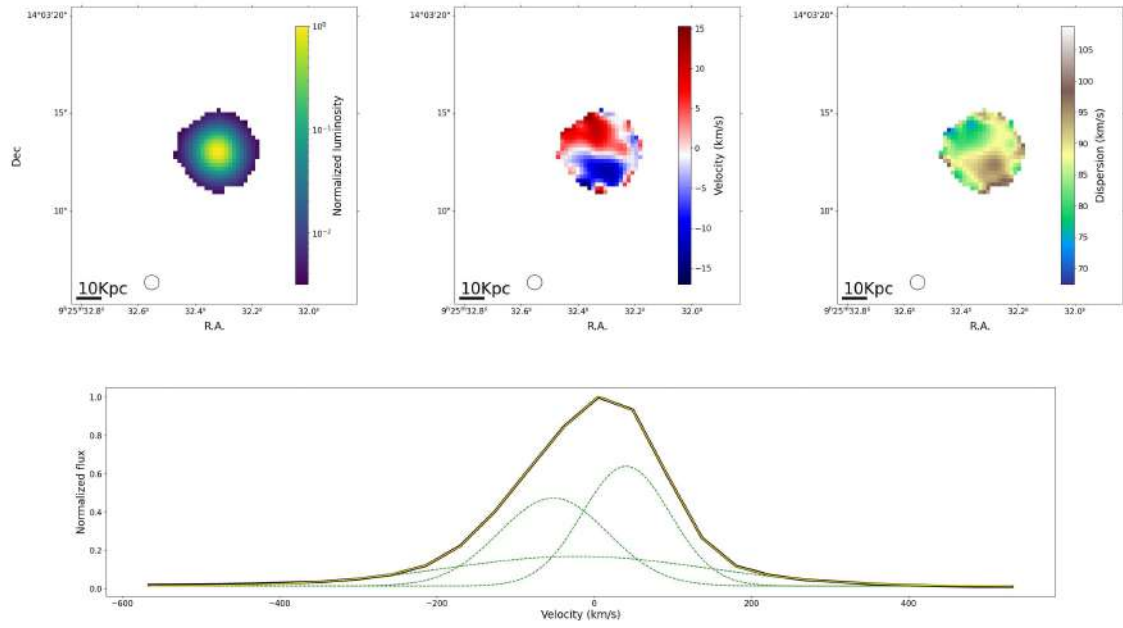 14°03'20" 10⁰ 14°03'20" 15 14°03'20"
105
10
100
15" 10⁻¹ 15" 5 15" 95
Dec Normalized luminosity 0 Velocity (km/s) 90 Dispersion (km/s)
85
-5
10" 10⁻² 10" -10 10" 80
75
-15 70
10Kpc 10Kpc 10Kpc
9ʰ25ᵐ32.8ˢ 32.6ˢ 32.4ˢ 32.2ˢ 32.0ˢ 9ʰ25ᵐ32.8ˢ 32.6ˢ 32.4ˢ 32.2ˢ 32.0ˢ 9ʰ25ᵐ32.8ˢ 32.6ˢ 32.4ˢ 32.2ˢ 32.0ˢ
R.A. R.A. R.A.
1.0
0.8
0.6
Normalized flux
0.4
0.2
0.0
−600 −400 −200 0 200 400
Velocity (km/s)